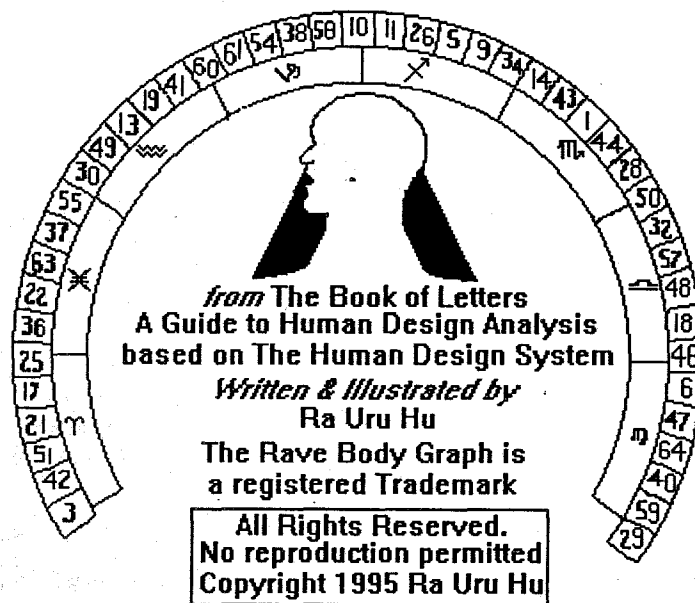 3 42 51 21 17 25 36 22 63 37 55 30 49 13 19 41 60 61 54 38 58 10 11 26 5 9 34 14 43 1 44 28 50 32 57 48 18 46 6 47 64 40 59 29
♈ ♓ ♒ ♑ ♐ ♏ ♎ ♍
from The Book of Letters
A Guide to Human Design Analysis
based on The Human Design System
Written & Illustrated by
Ra Uru Hu
The Rave Body Graph is
a registered Trademark
All Rights Reserved.
No reproduction permitted
Copyright 1995 Ra Uru Hu